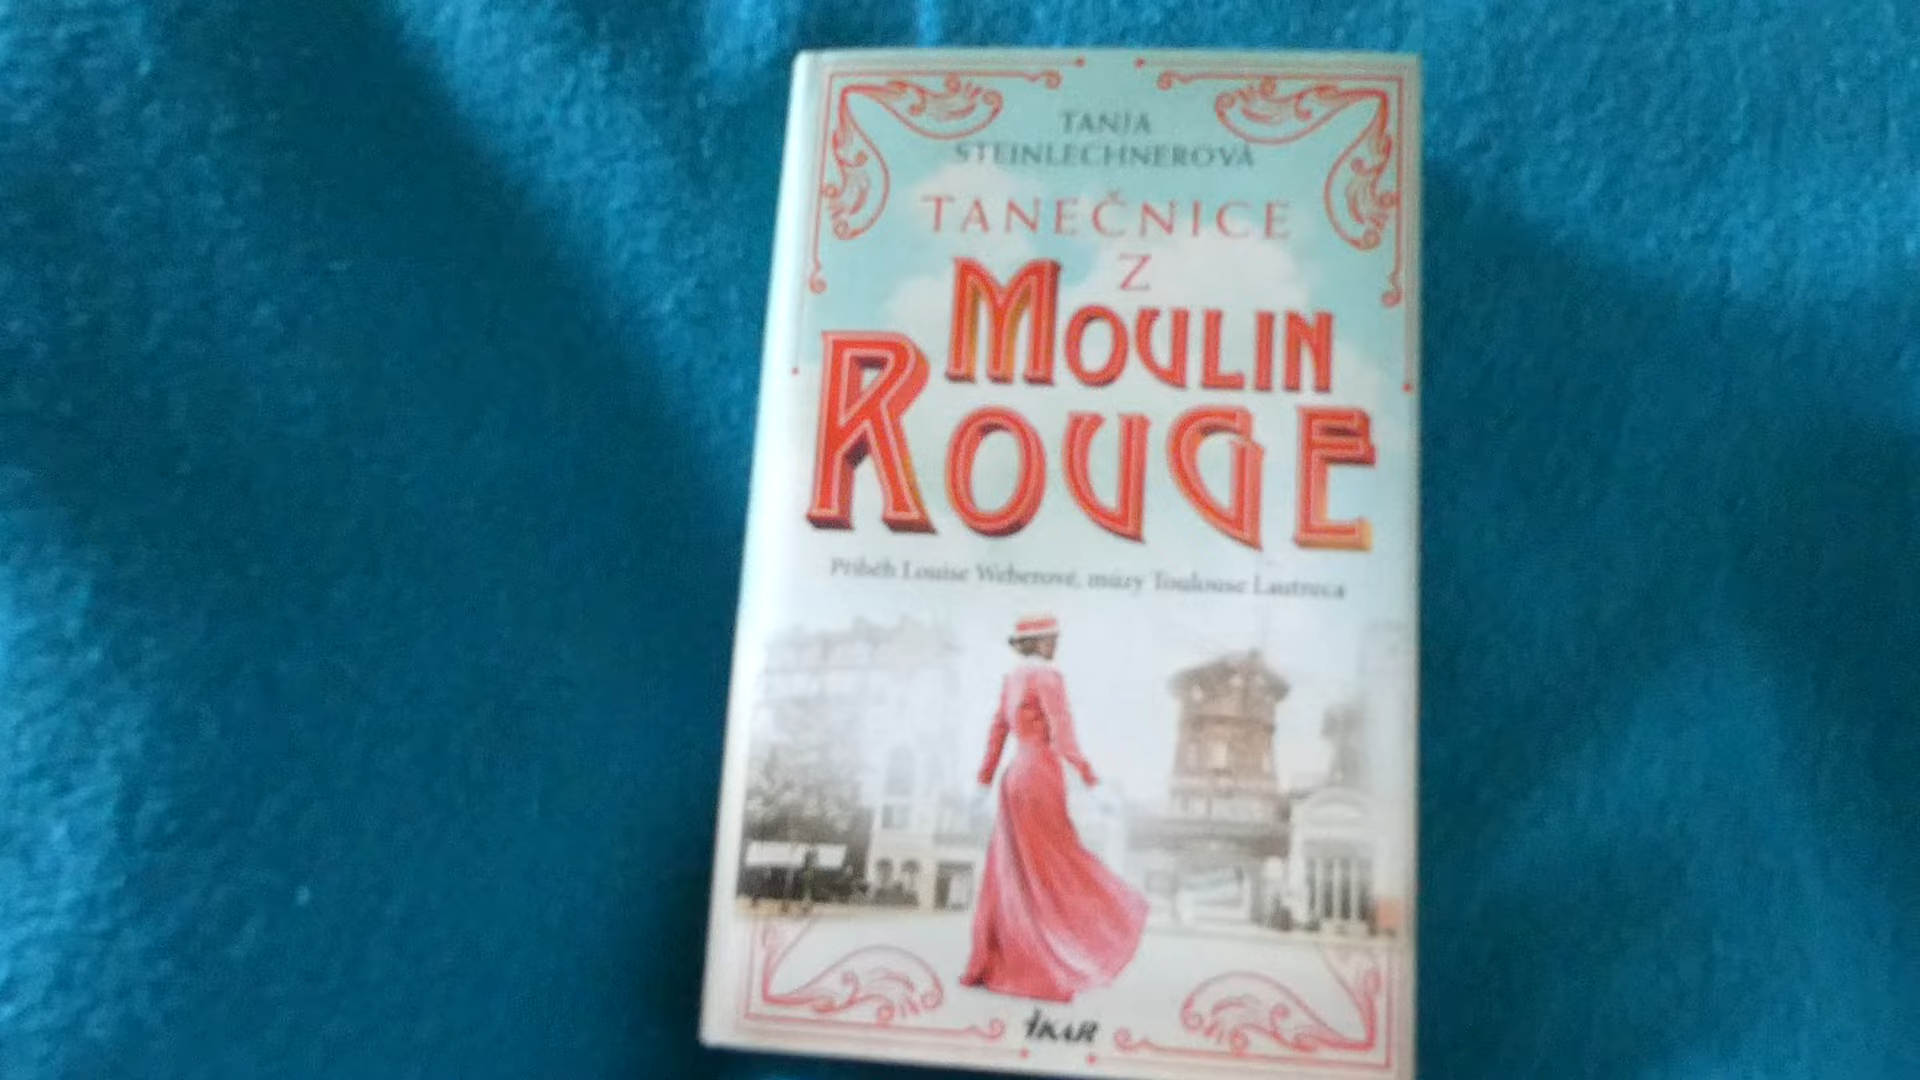 TANJA
STEINLECHNEROVÁ
TANEČNICE
Z
MOULIN
ROUGE
Příběh Louise Weberové, múzy Toulouse Lautreca
IKAR